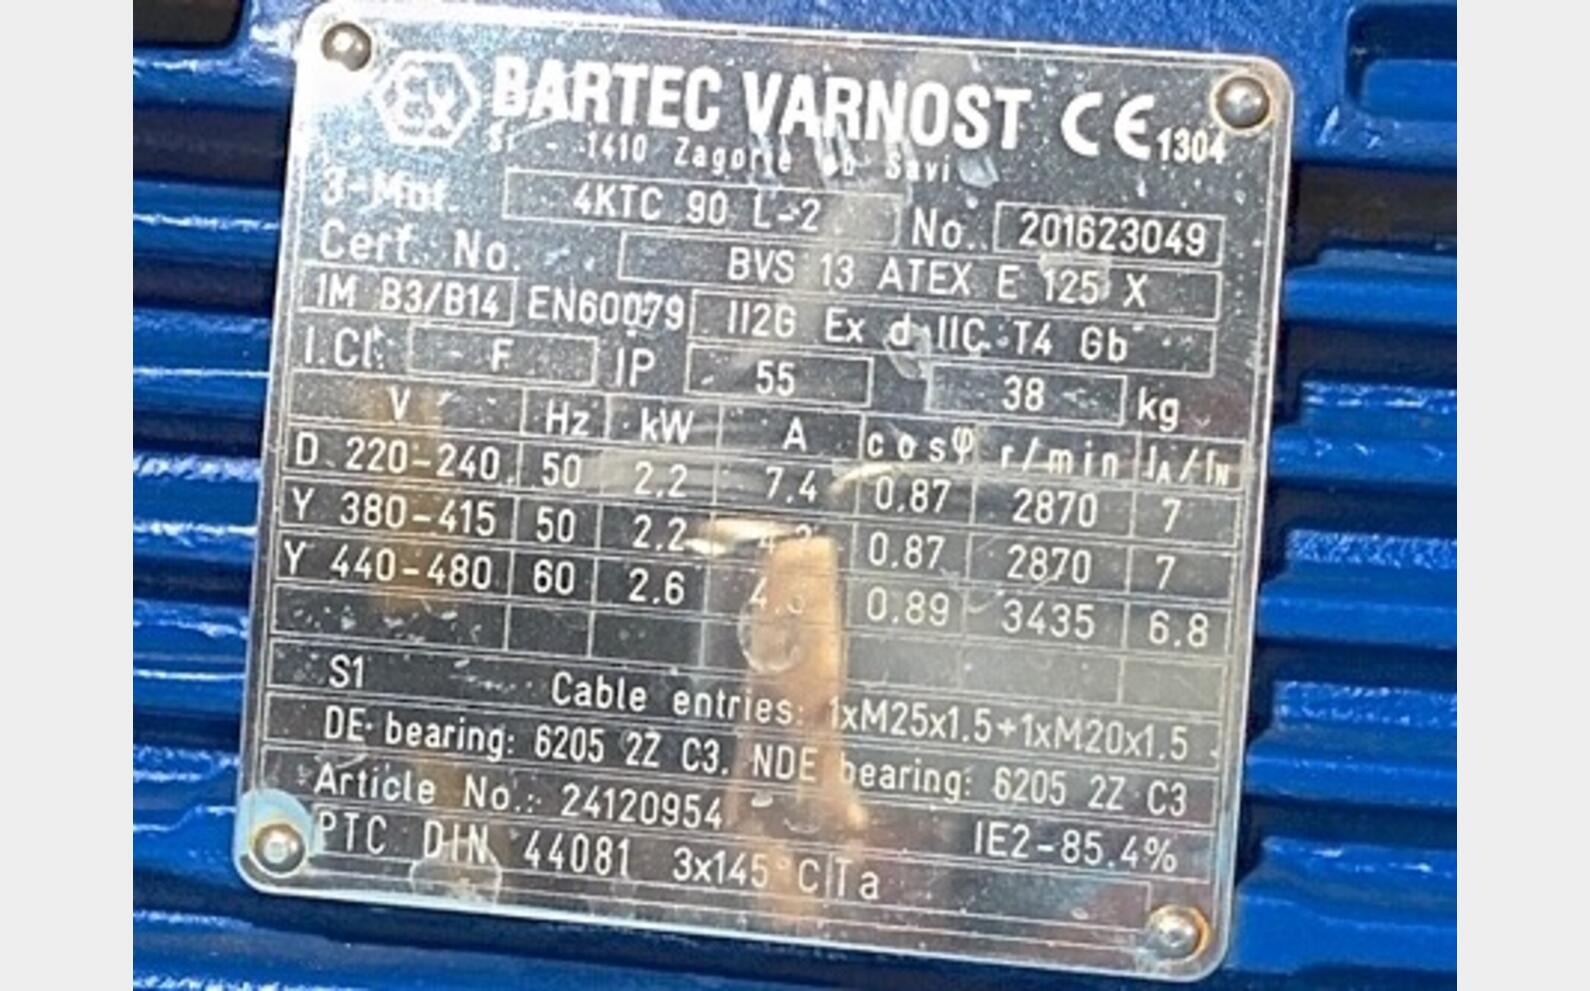 Ex BARTEC VARNOST CE 1304
- 1410 Zagorje ob Savi
3-Mot. 4KTC 90 L-2 No. 201623049
Cert. No. BVS 13 ATEX E 125 X
IM B3/B14 EN60079 II2G Ex d IIC T4 Gb
I.Cl. F IP 55 38 kg
V Hz kW A cosφ r/min IA/IN
D 220-240 50 2.2 7.4 0.87 2870 7
Y 380-415 50 2.2 0.87 2870 7
Y 440-480 60 2.6 0.89 3435 6.8
S1 Cable entries: 1xM25x1.5+1xM20x1.5
DE bearing: 6205 2Z C3. NDE bearing: 6205 2Z C3
Article No.: 24120954 IE2-85.4%
PTC DIN 44081 3x145°C Ta